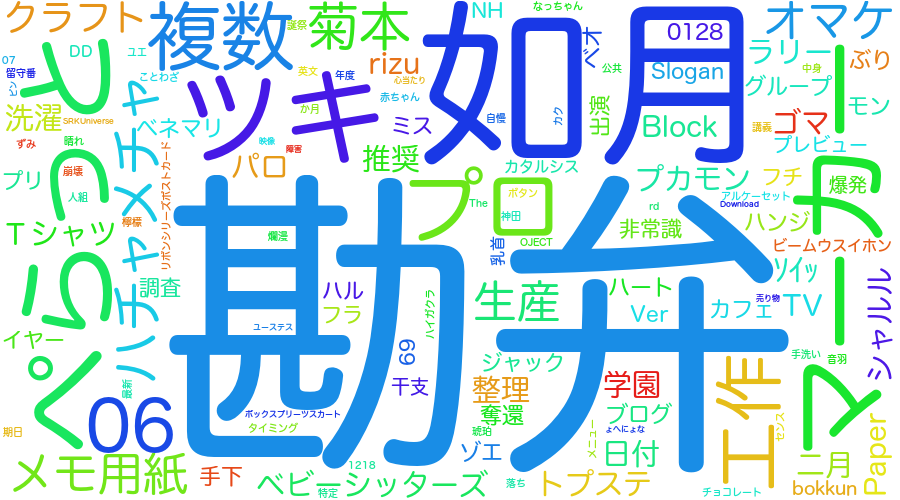 クラフト
複数
菊本
NH
なっちゃん
オマケ
誕祭
DD
ユエ
英文
rizu
心当たり
如月
ベオ
0128
ラリー
ぶり
07
留守番
ピン
ことわざ
年度
か月
赤ちゃん
公共
Slogan
中身
グループ
モン
ツキ
洗濯
SRKUniverse
ベネマリ
ミス
自慢
カク
出演
Block
講義
ゴマ
プレビュー
ずみ
晴れ
映像
障害
パロ
推奨
カタルシス
プカモン
フチ
爆発
プリ
崩壊
人組
リボンシリーズポストカード
プロ
ボタン
神田
The
rd
アルケーセット
Download
ハンジ
マーカー
Tシャツ
檸檬
爛漫
乳首
OJECT
非常識
ビームウスイホン
ぺらっと
ハチャメチャ
調査
ハル
フラ
ハイガクラ
勘弁
生産
ハート
Ver
カフェ
売り物
ソイッ
TV
シャルル
イヤー
ユーステス
69
ジャック
手洗い
音羽
最新
干支
整理
学園
工作
06
ボックスプリーツスカート
タイミング
奪還
琥珀
ブログ
ょへにょな
メニュー
センス
期日
メモ用紙
手下
1218
ゾエ
日付
二月
Paper
ベビーシッターズ
特定
落ち
トプステ
チョコレート
bokkun